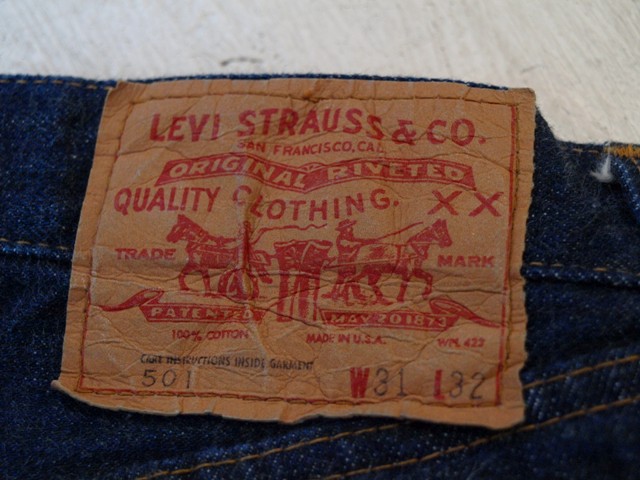 LEVI STRAUSS & CO.
SAN FRANCISCO, CAL.
ORIGINAL RIVETED
QUALITY CLOTHING. XX
TRADE MARK
PATENTED MAY 20 1873
100% COTTON MADE IN U.S.A. WPL 423
CARE INSTRUCTIONS INSIDE GARMENT
501 W31 L32